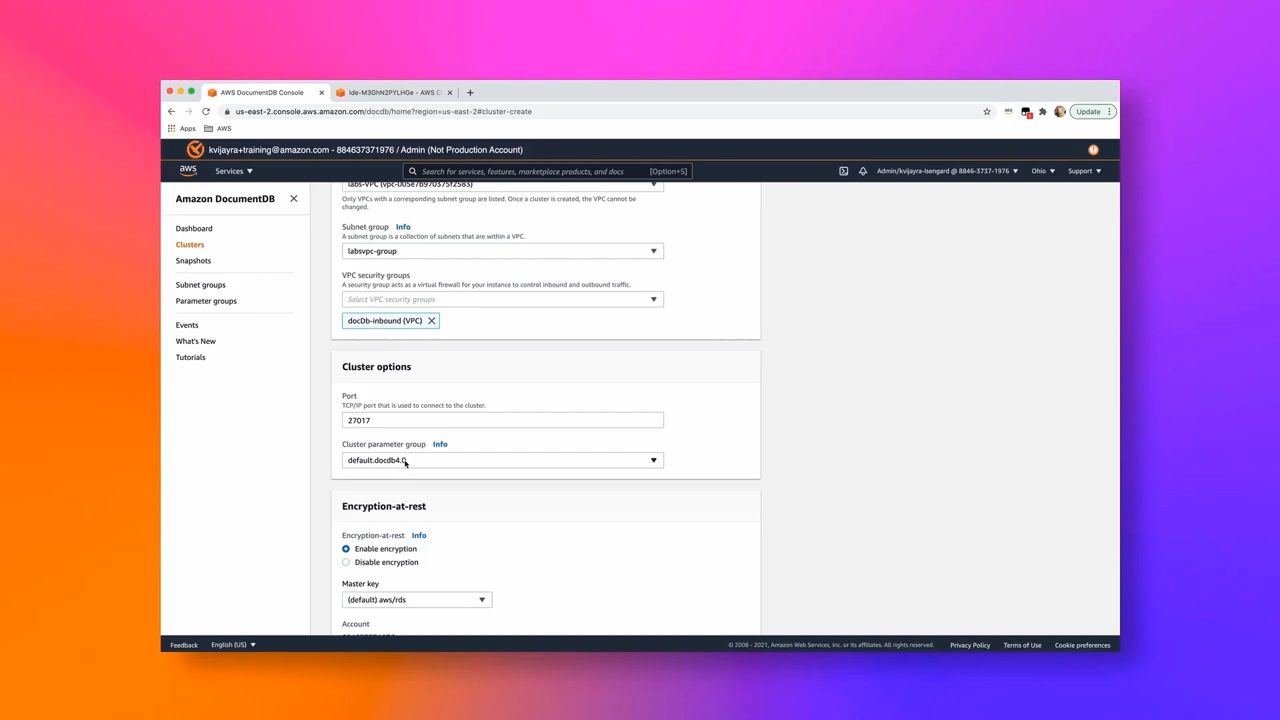 AWS DocumentDB Console
Ide-M3GhN2PYLHGe - AWS C
us-east-2.console.aws.amazon.com/docdb/home?region=us-east-2#cluster-create
Update
Apps
AWS
kvijayra+training@amazon.com - 884637371976 / Admin (Not Production Account)
aws
Services
Search for services, features, marketplace products, and docs
[Option+S]
Admin/kvijayra-Isengard @ 8846-3737-1976
Ohio
Support
Amazon DocumentDB
Dashboard
Clusters
Snapshots
Subnet groups
Parameter groups
Events
What's New
Tutorials
labs-VPC (vpc-005e7b970375f2583)
Only VPCs with a corresponding subnet group are listed. Once a cluster is created, the VPC cannot be
changed.
Subnet group Info
A subnet group is a collection of subnets that are within a VPC.
labsvpc-group
VPC security groups
A security group acts as a virtual firewall for your instance to control inbound and outbound traffic.
Select VPC security groups
docDb-inbound (VPC)
Cluster options
Port
TCP/IP port that is used to connect to the cluster.
27017
Cluster parameter group Info
default.docdb4.0
Encryption-at-rest
Encryption-at-rest Info
Enable encryption
Disable encryption
Master key
(default) aws/rds
Account
Feedback
English (US)
© 2008 - 2021, Amazon Web Services, Inc. or its affiliates. All rights reserved.
Privacy Policy
Terms of Use
Cookie preferences